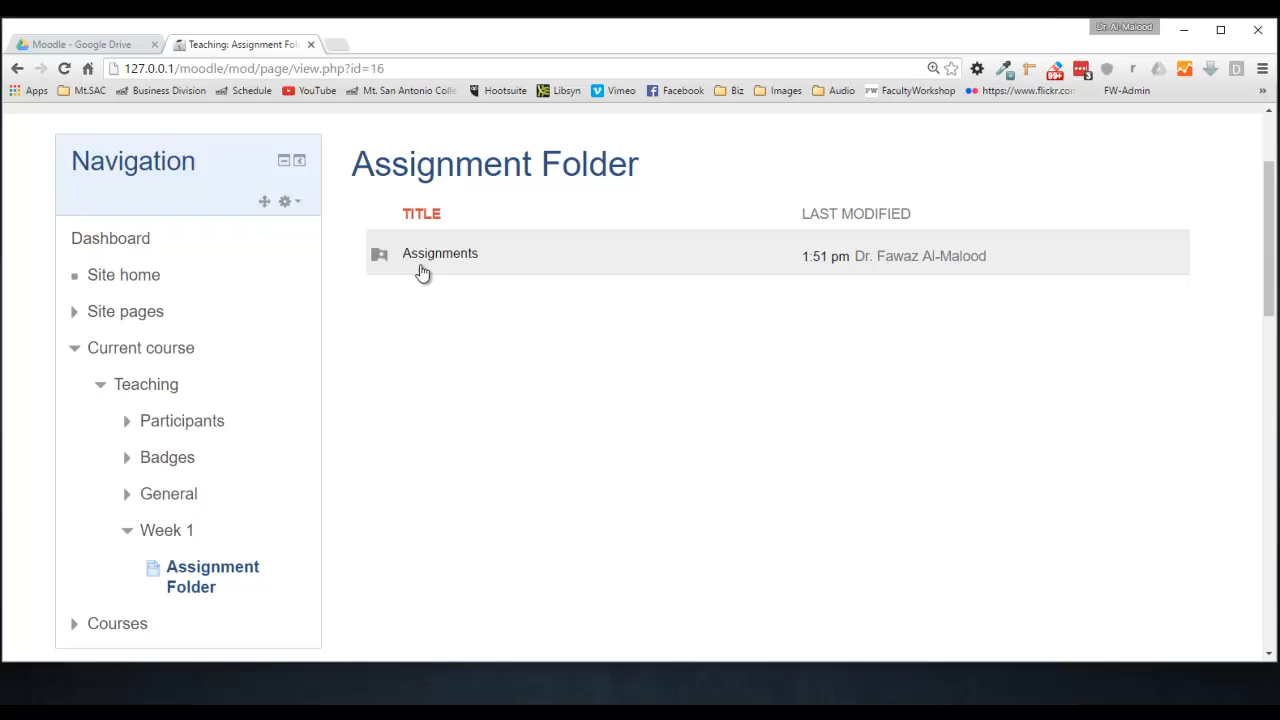 Dr. Al-Malood
Moodle - Google Drive
Teaching: Assignment Fol
127.0.0.1/moodle/mod/page/view.php?id=16
99+
3
r
D
Apps Mt.SAC Business Division Schedule YouTube Mt. San Antonio Colle Hootsuite Libsyn Vimeo Facebook Biz Images Audio FW FacultyWorkshop https://www.flickr.com FW-Admin »
Navigation
Dashboard
Site home
Site pages
Current course
Teaching
Participants
Badges
General
Week 1
Assignment
Folder
Courses
Assignment Folder
TITLE LAST MODIFIED
Assignments 1:51 pm Dr. Fawaz Al-Malood